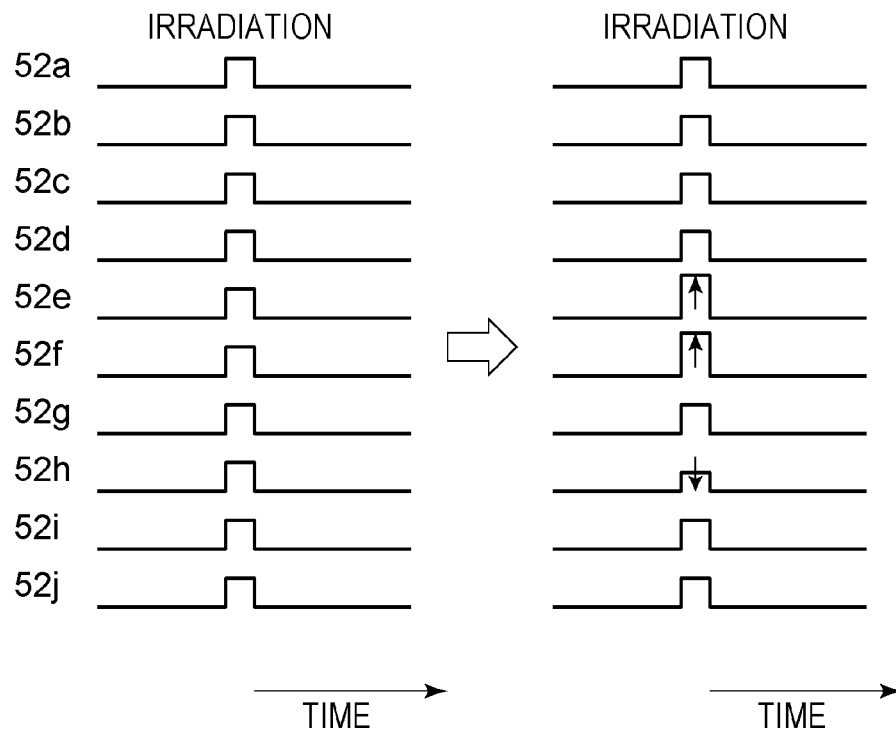 IRRADIATION IRRADIATION
52a
52b
52c
52d
52e
52f
52g
52h
52i
52j
TIME TIME